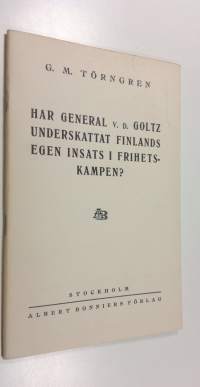 G. M. TÖRNGREN
HAR GENERAL V. D. GOLTZ
UNDERSKATTAT FINLANDS
EGEN INSATS I FRIHETS-
KAMPEN?
STOCKHOLM
ALBERT BONNIERS FÖRLAG